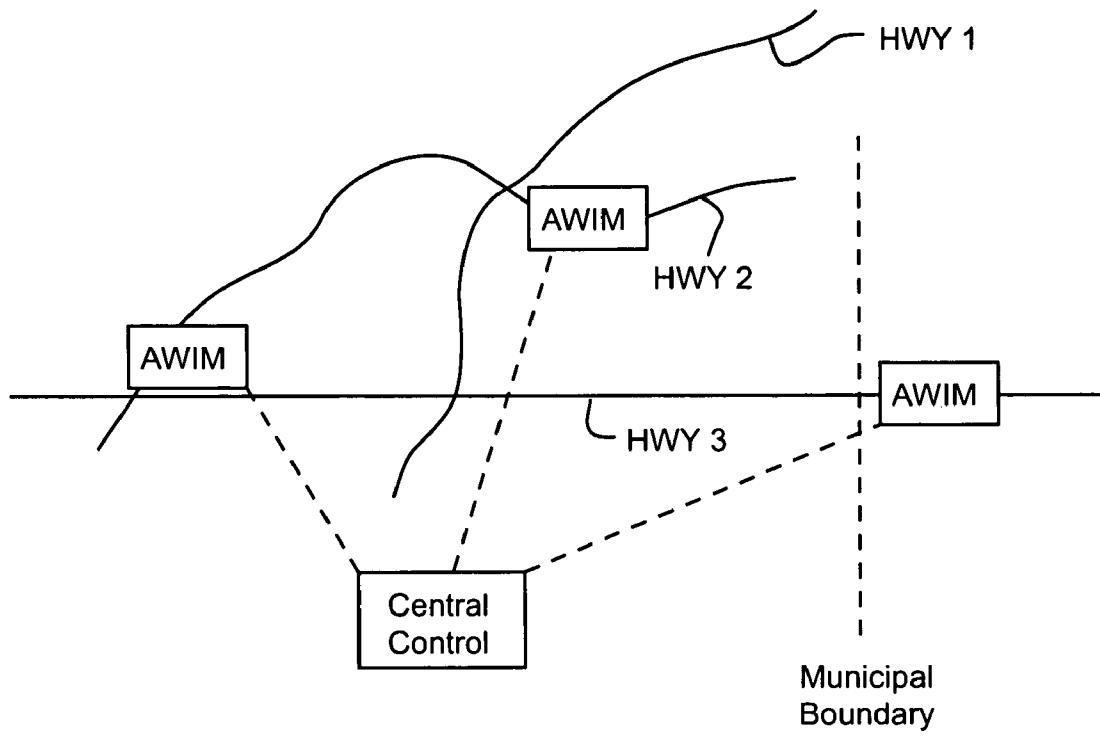 HWY 1
AWIM
HWY 2
AWIM
AWIM
HWY 3
Central
Control
Municipal
Boundary